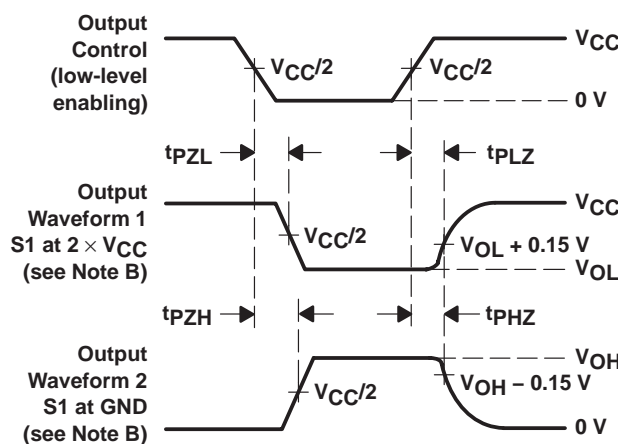 Output
Control
(low-level
enabling)
VCC/2
VCC/2
VCC
0 V
tPZL
tPLZ
Output
Waveform 1
S1 at 2 × VCC
(see Note B)
VCC/2
VCC
VOL + 0.15 V
VOL
tPZH
tPHZ
Output
Waveform 2
S1 at GND
(see Note B)
VCC/2
VOH
VOH − 0.15 V
0 V